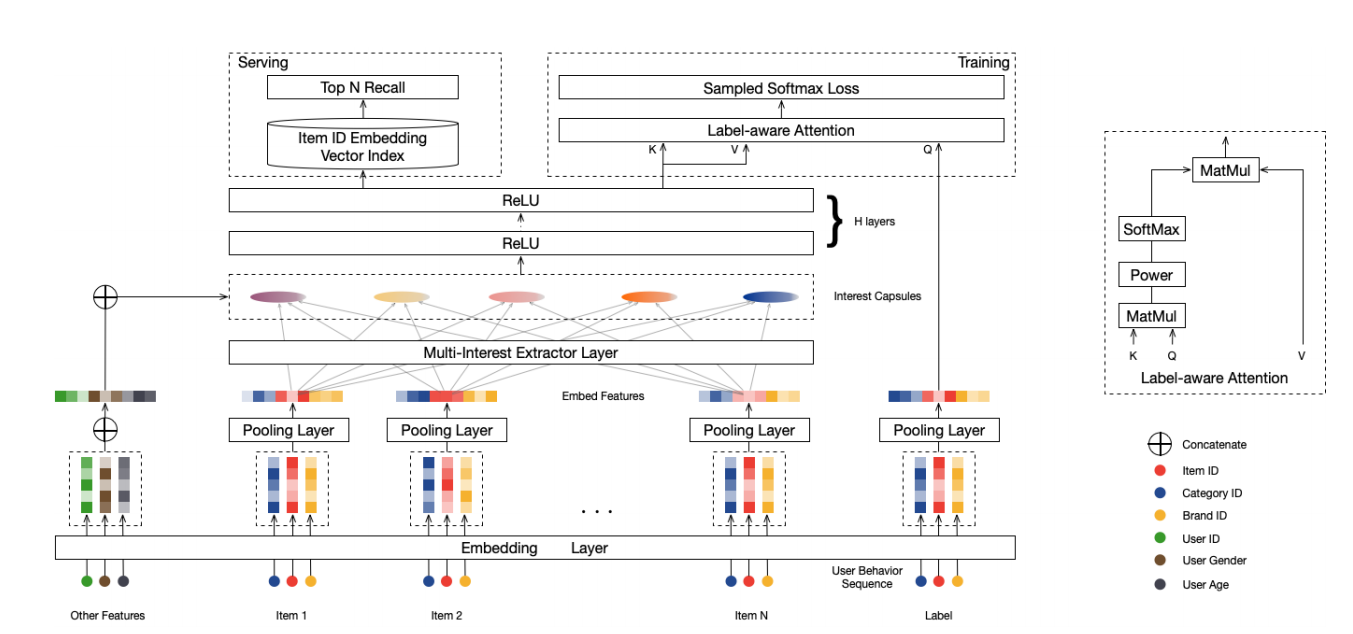 Serving
Training
Top N Recall
Sampled Softmax Loss
Item ID Embedding
Vector Index
Label-aware Attention
K
V
Q
ReLU
H layers
ReLU
Interest Capsules
Multi-Interest Extractor Layer
Embed Features
Pooling Layer
Pooling Layer
Pooling Layer
Pooling Layer
. . .
Embedding Layer
User Behavior
Sequence
Other Features
Item 1
Item 2
Item N
Label
MatMul
SoftMax
Power
MatMul
K
Q
V
Label-aware Attention
Concatenate
Item ID
Category ID
Brand ID
User ID
User Gender
User Age